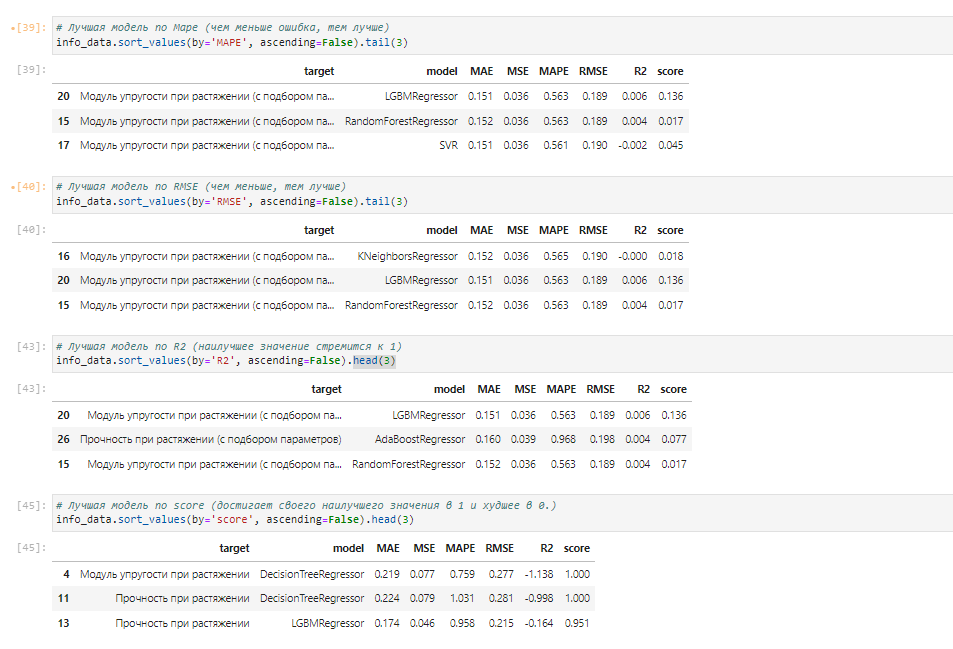 [39]: # Лучшая модель по Mape (чем меньше ошибка, тем лучше)
info_data.sort_values(by='MAPE', ascending=False).tail(3)
[39]: target model MAE MSE MAPE RMSE R2 score
20 Модуль упругости при растяжении (с подбором па... LGBMRegressor 0.151 0.036 0.563 0.189 0.006 0.136
15 Модуль упругости при растяжении (с подбором па... RandomForestRegressor 0.152 0.036 0.563 0.189 0.004 0.017
17 Модуль упругости при растяжении (с подбором па... SVR 0.151 0.036 0.561 0.190 -0.002 0.045
[40]: # Лучшая модель по RMSE (чем меньше, тем лучше)
info_data.sort_values(by='RMSE', ascending=False).tail(3)
[40]: target model MAE MSE MAPE RMSE R2 score
16 Модуль упругости при растяжении (с подбором па... KNeighborsRegressor 0.152 0.036 0.565 0.190 -0.000 0.018
20 Модуль упругости при растяжении (с подбором па... LGBMRegressor 0.151 0.036 0.563 0.189 0.006 0.136
15 Модуль упругости при растяжении (с подбором па... RandomForestRegressor 0.152 0.036 0.563 0.189 0.004 0.017
[43]: # Лучшая модель по R2 (наилучшее значение стремится к 1)
info_data.sort_values(by='R2', ascending=False).head(3)
[43]: target model MAE MSE MAPE RMSE R2 score
20 Модуль упругости при растяжении (с подбором па... LGBMRegressor 0.151 0.036 0.563 0.189 0.006 0.136
26 Прочность при растяжении (с подбором параметров) AdaBoostRegressor 0.160 0.039 0.968 0.198 0.004 0.077
15 Модуль упругости при растяжении (с подбором па... RandomForestRegressor 0.152 0.036 0.563 0.189 0.004 0.017
[45]: # Лучшая модель по score (достигает своего наилучшего значения в 1 и худшее в 0.)
info_data.sort_values(by='score', ascending=False).head(3)
[45]: target model MAE MSE MAPE RMSE R2 score
4 Модуль упругости при растяжении DecisionTreeRegressor 0.219 0.077 0.759 0.277 -1.138 1.000
11 Прочность при растяжении DecisionTreeRegressor 0.224 0.079 1.031 0.281 -0.998 1.000
13 Прочность при растяжении LGBMRegressor 0.174 0.046 0.958 0.215 -0.164 0.951